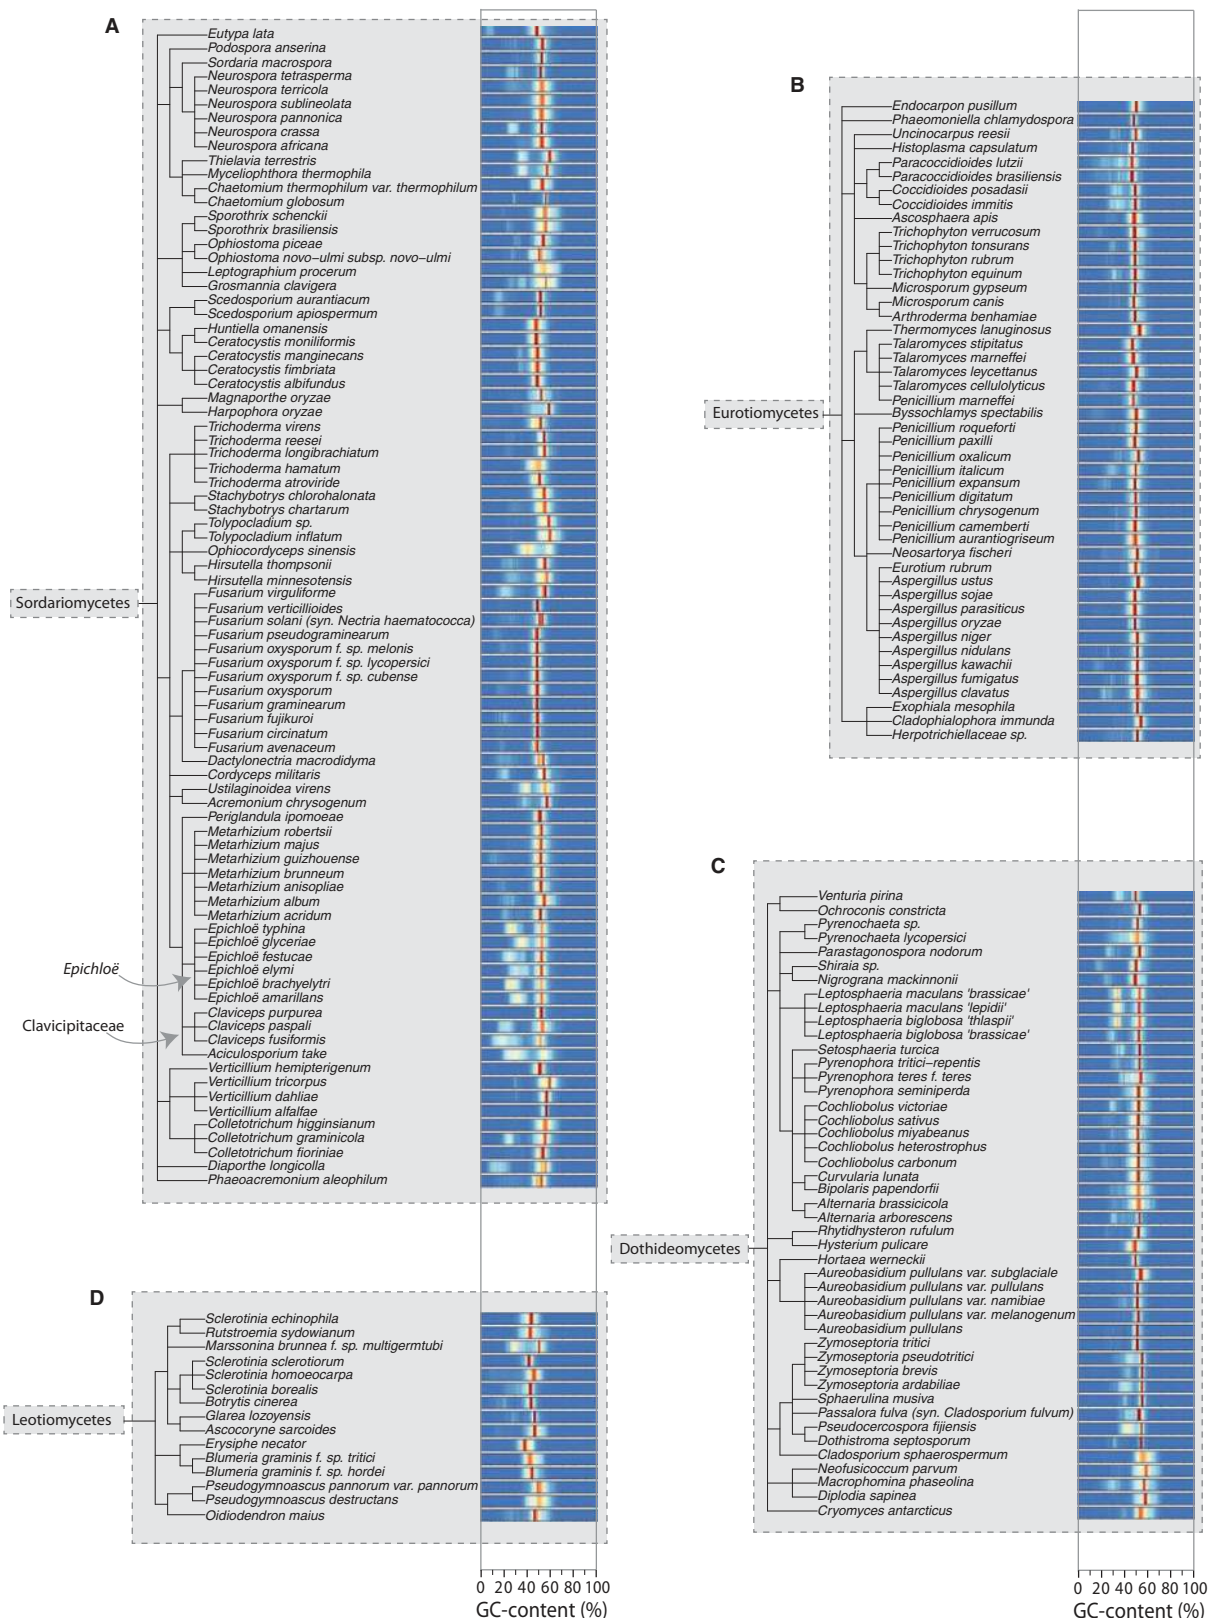 A
Eutypa lata
Podospora anserina
Sordaria macrospora
Neurospora tetrasperma
Neurospora terricola
Neurospora sublineolata
Neurospora pannonica
Neurospora crassa
Neurospora africana
Thielavia terrestris
Myceliophthora thermophila
Chaetomium thermophilum var. thermophilum
Chaetomium globosum
Sporothrix schenckii
Sporothrix brasiliensis
Ophiostoma piceae
Ophiostoma novo−ulmi subsp. novo−ulmi
Leptographium procerum
Grosmannia clavigera
Scedosporium aurantiacum
Scedosporium apiospermum
Huntiella omanensis
Ceratocystis moniliformis
Ceratocystis manginecans
Ceratocystis fimbriata
Ceratocystis albifundus
Magnaporthe oryzae
Harpophora oryzae
Trichoderma virens
Trichoderma reesei
Trichoderma longibrachiatum
Trichoderma hamatum
Trichoderma atroviride
Stachybotrys chlorohalonata
Stachybotrys chartarum
Tolypocladium sp.
Tolypocladium inflatum
Ophiocordyceps sinensis
Hirsutella thompsonii
Hirsutella minnesotensis
Fusarium virguliforme
Fusarium verticillioides
Fusarium solani (syn. Nectria haematococca)
Fusarium pseudograminearum
Fusarium oxysporum f. sp. melonis
Fusarium oxysporum f. sp. lycopersici
Fusarium oxysporum f. sp. cubense
Fusarium oxysporum
Fusarium graminearum
Fusarium fujikuroi
Fusarium circinatum
Fusarium avenaceum
Dactylonectria macrodidyma
Cordyceps militaris
Ustilaginoidea virens
Acremonium chrysogenum
Periglandula ipomoeae
Metarhizium robertsii
Metarhizium majus
Metarhizium guizhouense
Metarhizium brunneum
Metarhizium anisopliae
Metarhizium album
Metarhizium acridum
Epichloë typhina
Epichloë glyceriae
Epichloë festucae
Epichloë elymi
Epichloë brachyelytri
Epichloë amarillans
Claviceps purpurea
Claviceps paspali
Claviceps fusiformis
Aciculosporium take
Verticillium hemipterigenum
Verticillium tricorpus
Verticillium dahliae
Verticillium alfalfae
Colletotrichum higginsianum
Colletotrichum graminicola
Colletotrichum fioriniae
Diaporthe longicolla
Phaeoacremonium aleophilum
Sordariomycetes
Epichloë
Clavicipitaceae
B
Endocarpon pusillum
Phaeomoniella chlamydospora
Uncinocarpus reesii
Histoplasma capsulatum
Paracoccidioides lutzii
Paracoccidioides brasiliensis
Coccidioides posadasii
Coccidioides immitis
Ascosphaera apis
Trichophyton verrucosum
Trichophyton tonsurans
Trichophyton rubrum
Trichophyton equinum
Microsporum gypseum
Microsporum canis
Arthroderma benhamiae
Thermomyces lanuginosus
Talaromyces stipitatus
Talaromyces marneffei
Talaromyces leycettanus
Talaromyces cellulolyticus
Penicillium marneffei
Byssochlamys spectabilis
Penicillium roqueforti
Penicillium paxilli
Penicillium oxalicum
Penicillium italicum
Penicillium expansum
Penicillium digitatum
Penicillium chrysogenum
Penicillium camemberti
Penicillium aurantiogriseum
Neosartorya fischeri
Eurotium rubrum
Aspergillus ustus
Aspergillus sojae
Aspergillus parasiticus
Aspergillus oryzae
Aspergillus niger
Aspergillus nidulans
Aspergillus kawachii
Aspergillus fumigatus
Aspergillus clavatus
Exophiala mesophila
Cladophialophora immunda
Herpotrichiellaceae sp.
Eurotiomycetes
C
Venturia pirina
Ochroconis constricta
Pyrenochaeta sp.
Pyrenochaeta lycopersici
Parastagonospora nodorum
Shiraia sp.
Nigrograna mackinnonii
Leptosphaeria maculans 'brassicae'
Leptosphaeria maculans 'lepidii'
Leptosphaeria biglobosa 'thlaspii'
Leptosphaeria biglobosa 'brassicae'
Setosphaeria turcica
Pyrenophora tritici−repentis
Pyrenophora teres f. teres
Pyrenophora seminiperda
Cochliobolus victoriae
Cochliobolus sativus
Cochliobolus miyabeanus
Cochliobolus heterostrophus
Cochliobolus carbonum
Curvularia lunata
Bipolaris papendorfii
Alternaria brassicicola
Alternaria arborescens
Rhytidhysteron rufulum
Hysterium pulicare
Hortaea werneckii
Aureobasidium pullulans var. subglaciale
Aureobasidium pullulans var. pullulans
Aureobasidium pullulans var. namibiae
Aureobasidium pullulans var. melanogenum
Aureobasidium pullulans
Zymoseptoria tritici
Zymoseptoria pseudotritici
Zymoseptoria brevis
Zymoseptoria ardabiliae
Sphaerulina musiva
Passalora fulva (syn. Cladosporium fulvum)
Pseudocercospora fijiensis
Dothistroma septosporum
Cladosporium sphaerospermum
Neofusicoccum parvum
Macrophomina phaseolina
Diplodia sapinea
Cryomyces antarcticus
Dothideomycetes
0 20 40 60 80 100
GC-content (%)
D
Sclerotinia echinophila
Rutstroemia sydowianum
Marssonina brunnea f. sp. multigermtubi
Sclerotinia sclerotiorum
Sclerotinia homoeocarpa
Sclerotinia borealis
Botrytis cinerea
Glarea lozoyensis
Ascocoryne sarcoides
Erysiphe necator
Blumeria graminis f. sp. tritici
Blumeria graminis f. sp. hordei
Pseudogymnoascus pannorum var. pannorum
Pseudogymnoascus destructans
Oidiodendron maius
Leotiomycetes
0 20 40 60 80 100
GC-content (%)